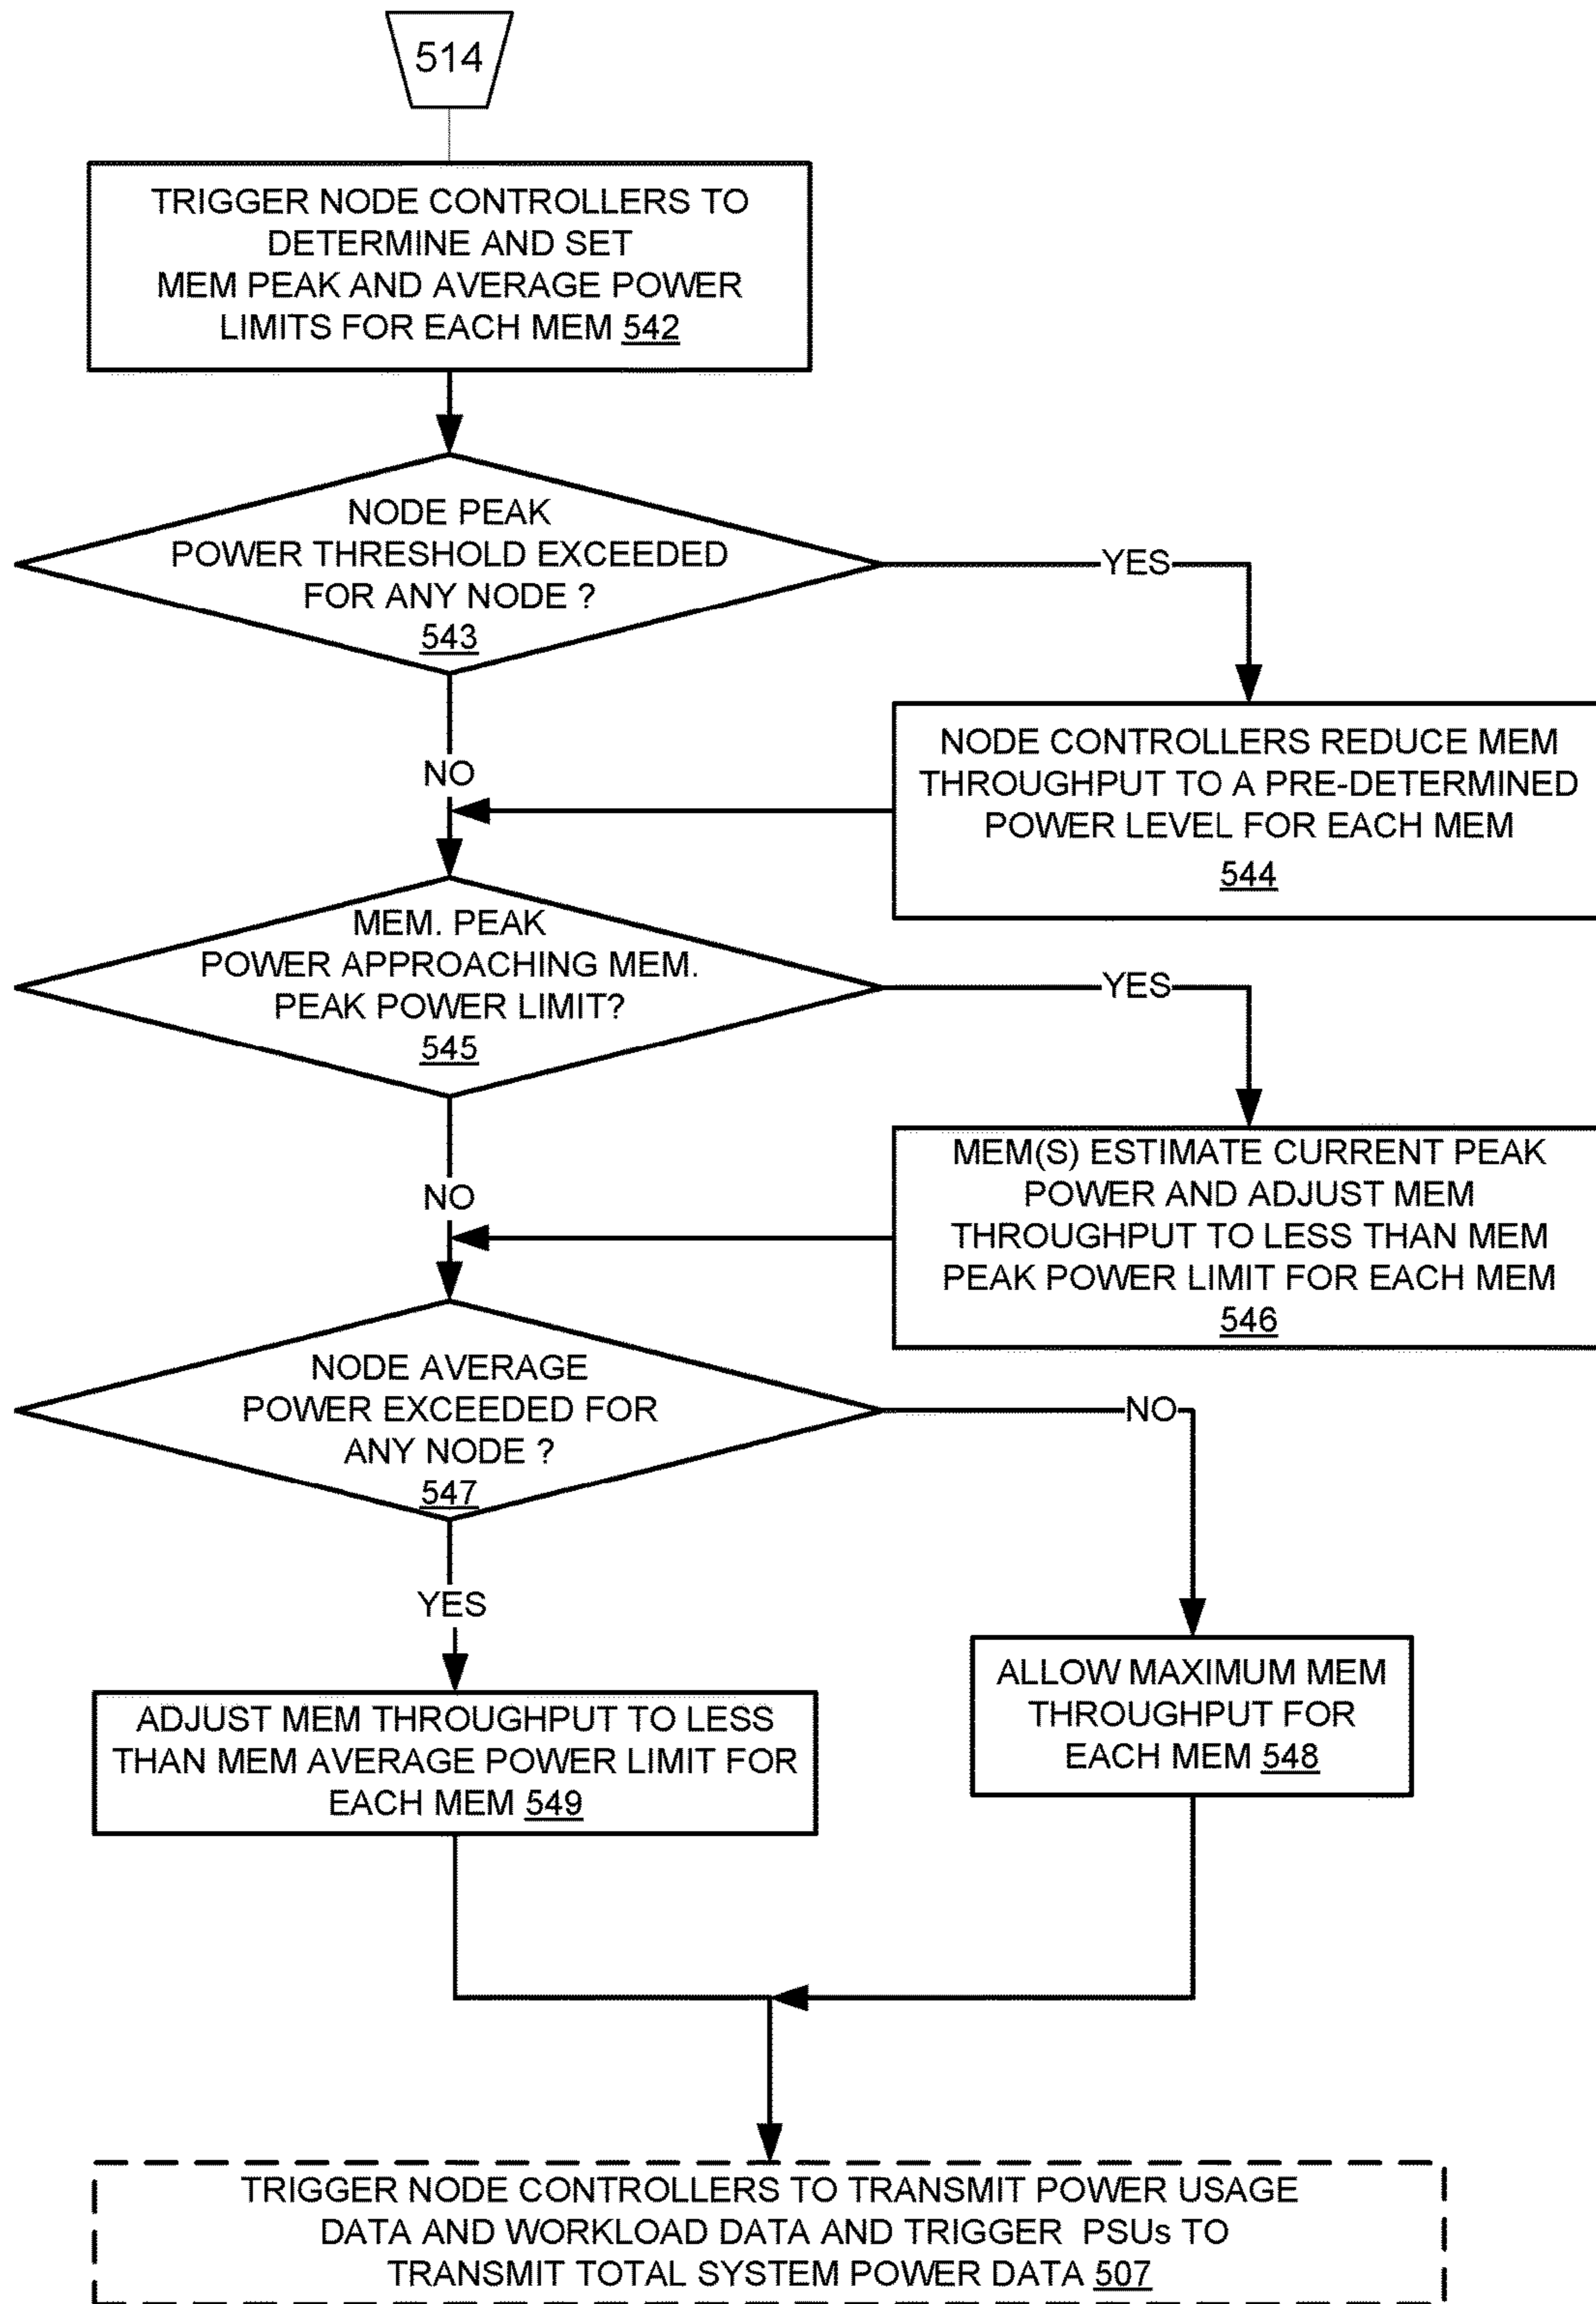 514
TRIGGER NODE CONTROLLERS TO
DETERMINE AND SET
MEM PEAK AND AVERAGE POWER
LIMITS FOR EACH MEM 542
NODE PEAK
POWER THRESHOLD EXCEEDED
FOR ANY NODE ?
543
YES
NO
NODE CONTROLLERS REDUCE MEM
THROUGHPUT TO A PRE-DETERMINED
POWER LEVEL FOR EACH MEM
544
MEM. PEAK
POWER APPROACHING MEM.
PEAK POWER LIMIT?
545
YES
NO
MEM(S) ESTIMATE CURRENT PEAK
POWER AND ADJUST MEM
THROUGHPUT TO LESS THAN MEM
PEAK POWER LIMIT FOR EACH MEM
546
NODE AVERAGE
POWER EXCEEDED FOR
ANY NODE ?
547
NO
YES
ALLOW MAXIMUM MEM
THROUGHPUT FOR
EACH MEM 548
ADJUST MEM THROUGHPUT TO LESS
THAN MEM AVERAGE POWER LIMIT FOR
EACH MEM 549
TRIGGER NODE CONTROLLERS TO TRANSMIT POWER USAGE
DATA AND WORKLOAD DATA AND TRIGGER PSUs TO
TRANSMIT TOTAL SYSTEM POWER DATA 507